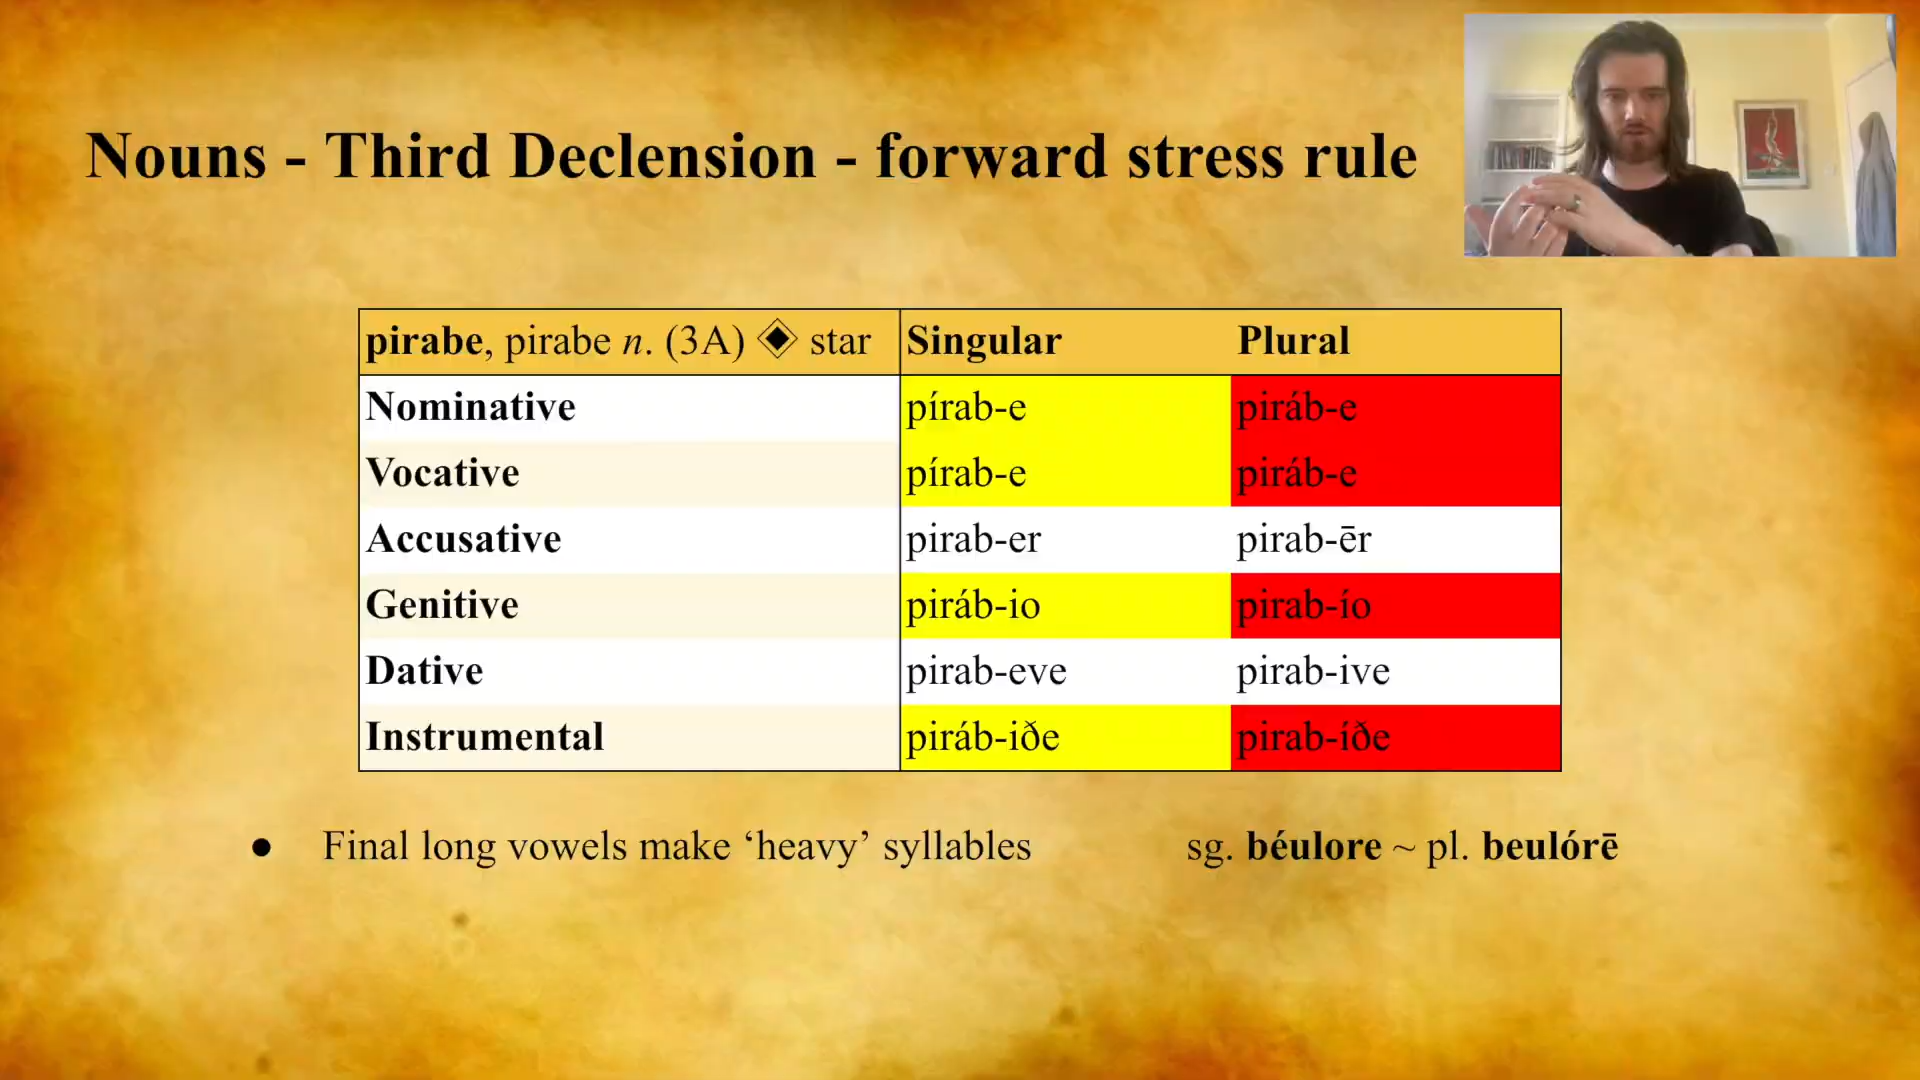 Nouns - Third Declension - forward stress rule
pirabe, pirabe n. (3A) ◈ star Singular Plural
Nominative pírab-e piráb-e
Vocative pírab-e piráb-e
Accusative pirab-er pirab-ēr
Genitive piráb-io pirab-ío
Dative pirab-eve pirab-ive
Instrumental piráb-iðe pirab-íðe
● Final long vowels make ‘heavy’ syllables sg. béulore ~ pl. beulórē